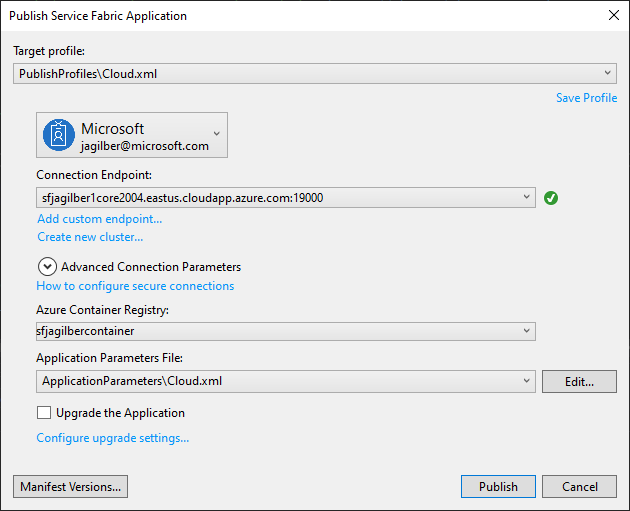 Publish Service Fabric Application
Target profile:
PublishProfiles\Cloud.xml
Save Profile
Microsoft
jagilber@microsoft.com
Connection Endpoint:
sfjagilber1core2004.eastus.cloudapp.azure.com:19000
Add custom endpoint...
Create new cluster...
Advanced Connection Parameters
How to configure secure connections
Azure Container Registry:
sfjagilbercontainer
Application Parameters File:
ApplicationParameters\Cloud.xml
Edit...
Upgrade the Application
Configure upgrade settings...
Manifest Versions...
Publish
Cancel